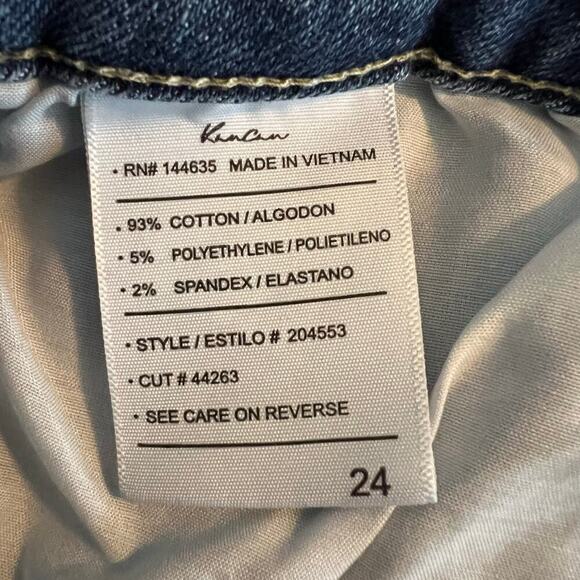 KanCan
• RN# 144635 MADE IN VIETNAM
• 93% COTTON / ALGODON
• 5% POLYETHYLENE / POLIETILENO
• 2% SPANDEX / ELASTANO
• STYLE / ESTILO # 204553
• CUT # 44263
• SEE CARE ON REVERSE
24